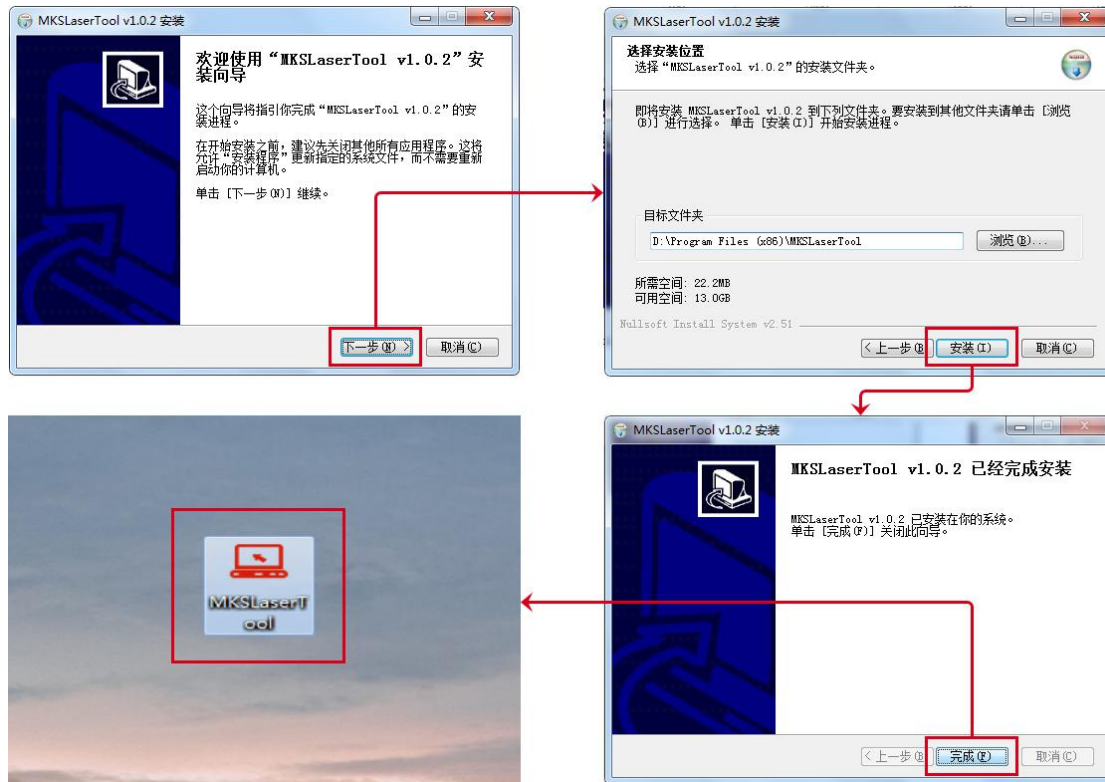 MKSLaserTool v1.0.2 安装
欢迎使用“MKSLaserTool v1.0.2”安
装向导
这个向导将指引你完成“MKSLaserTool v1.0.2”的安
装进程。
在开始安装之前，建议先关闭其他所有应用程序。这将
允许“安装程序”更新指定的系统文件，而不需要重新
启动你的计算机。
单击 [下一步(N)] 继续。
下一步(N) >
取消(C)
MKSLaserTool v1.0.2 安装
选择安装位置
选择“MKSLaserTool v1.0.2”的安装文件夹。
即将安装 MKSLaserTool v1.0.2 到下列文件夹。要安装到其他文件夹请单击 [浏览
(B)] 进行选择。 单击 [安装(I)] 开始安装进程。
目标文件夹
D:\Program Files (x86)\MKSLaserTool
浏览(B)...
所需空间: 22.2MB
可用空间: 13.0GB
Nullsoft Install System v2.51
< 上一步(B
安装(I)
取消(C)
MKSLaserTool v1.0.2 安装
MKSLaserTool v1.0.2 已经完成安装
MKSLaserTool v1.0.2 已安装在你的系统。
单击 [完成(F)] 关闭此向导。
< 上一步(B
完成(F)
取消(C)
MKSLaserT
ool